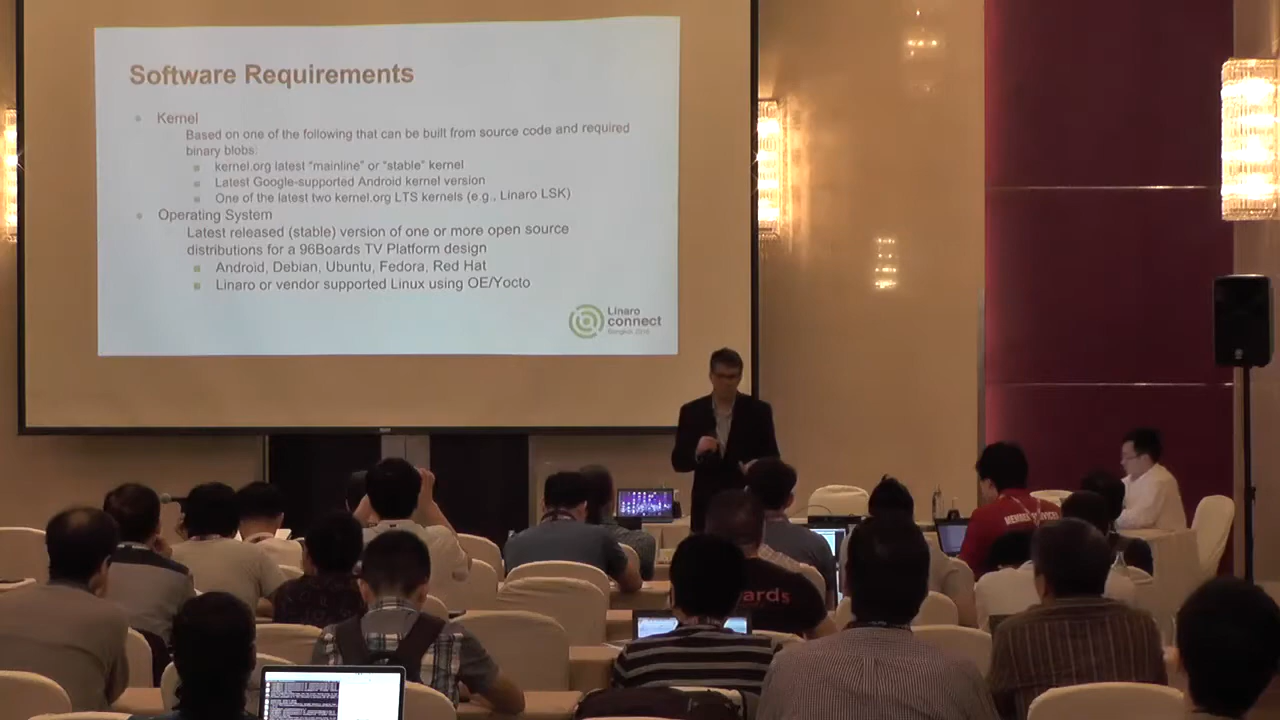 Software Requirements
Kernel
Based on one of the following that can be built from source code and required
binary blobs:
kernel.org latest “mainline” or “stable” kernel
Latest Google-supported Android kernel version
One of the latest two kernel.org LTS kernels (e.g., Linaro LSK)
Operating System
Latest released (stable) version of one or more open source
distributions for a 96Boards TV Platform design
Android, Debian, Ubuntu, Fedora, Red Hat
Linaro or vendor supported Linux using OE/Yocto
Linaro
connect
Bangkok 2016
ards